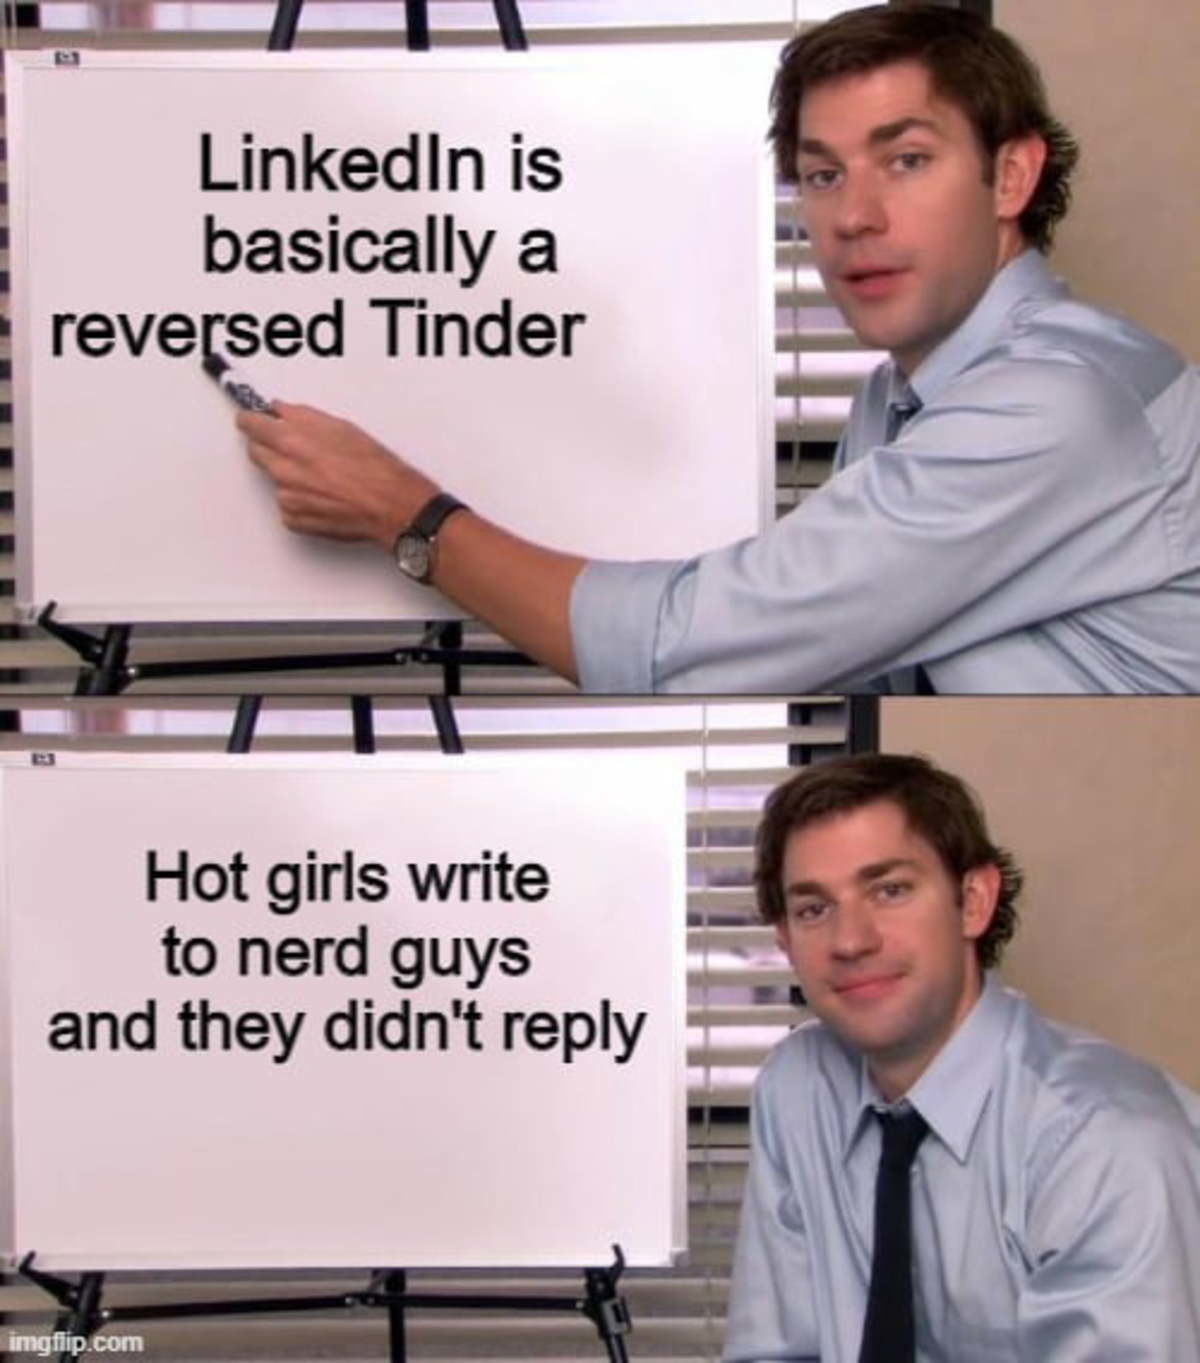 LinkedIn is
basically a
reversed Tinder
Hot girls write
to nerd guys
and they didn't reply
imgflip.com